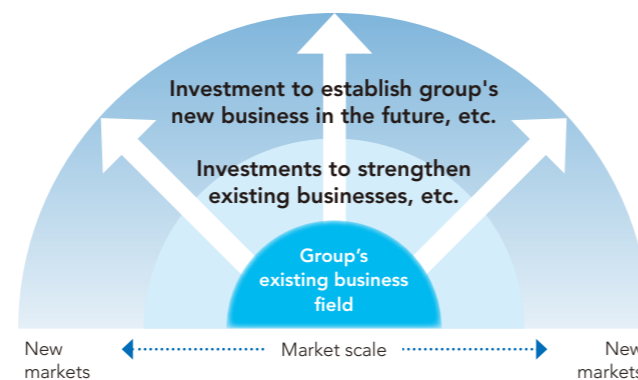 Investment to establish group's
new business in the future, etc.
Investments to strengthen
existing businesses, etc.
Group’s
existing business
field
New
markets
Market scale
New
markets